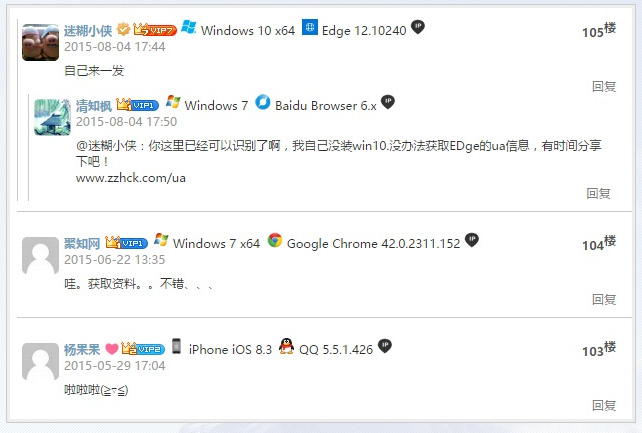 迷糊小侠 VIP7 Windows 10 x64 Edge 12.10240 IP 105楼
2015-08-04 17:44
自己来一发
回复
清知枫 VIP1 Windows 7 Baidu Browser 6.x IP
2015-08-04 17:50
@迷糊小侠：你这里已经可以识别了啊，我自己没装win10.没办法获取EDge的ua信息，有时间分享
下吧！
www.zzhck.com/ua
回复
聚知网 VIP1 Windows 7 x64 Google Chrome 42.0.2311.152 IP 104楼
2015-06-22 13:35
哇。获取资料。。不错、、、
回复
杨果果 VIP2 iPhone iOS 8.3 QQ 5.5.1.426 IP 103楼
2015-05-29 17:04
啦啦啦(≧▽≦)
回复